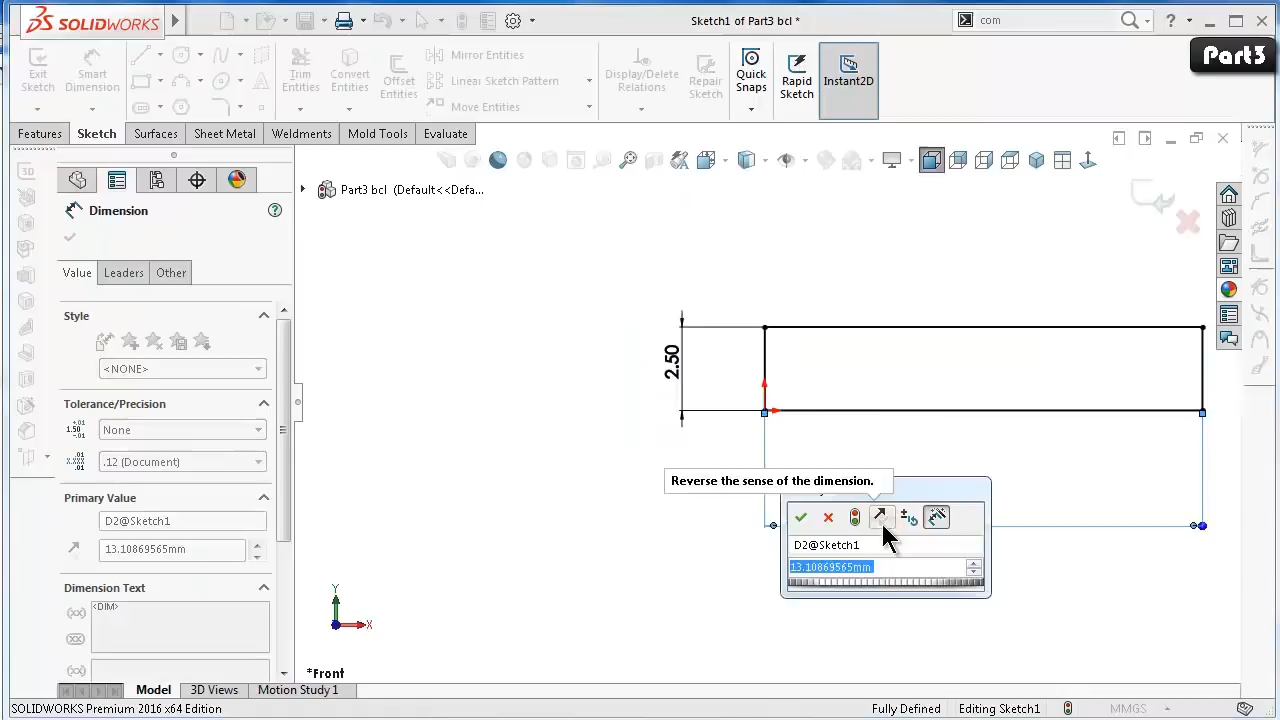 SOLIDWORKS
Sketch1 of Part3 bcl *
com
?
Part3
Exit Sketch
Smart Dimension
Trim Entities
Convert Entities
Offset Entities
Mirror Entities
Linear Sketch Pattern
Move Entities
Display/Delete Relations
Repair Sketch
Quick Snaps
Rapid Sketch
Instant2D
Features
Sketch
Surfaces
Sheet Metal
Weldments
Mold Tools
Evaluate
3D
Part3 bcl (Default<<Defa...
Dimension
?
Value
Leaders
Other
Style
<NONE>
Tolerance/Precision
None
.12 (Document)
Primary Value
D2@Sketch1
13.10869565mm
Dimension Text
<DIM>
2.50
Reverse the sense of the dimension.
D2@Sketch1
13.10869565mm
Y
X
*Front
Model
3D Views
Motion Study 1
SOLIDWORKS Premium 2016 x64 Edition
Fully Defined
Editing Sketch1
MMGS